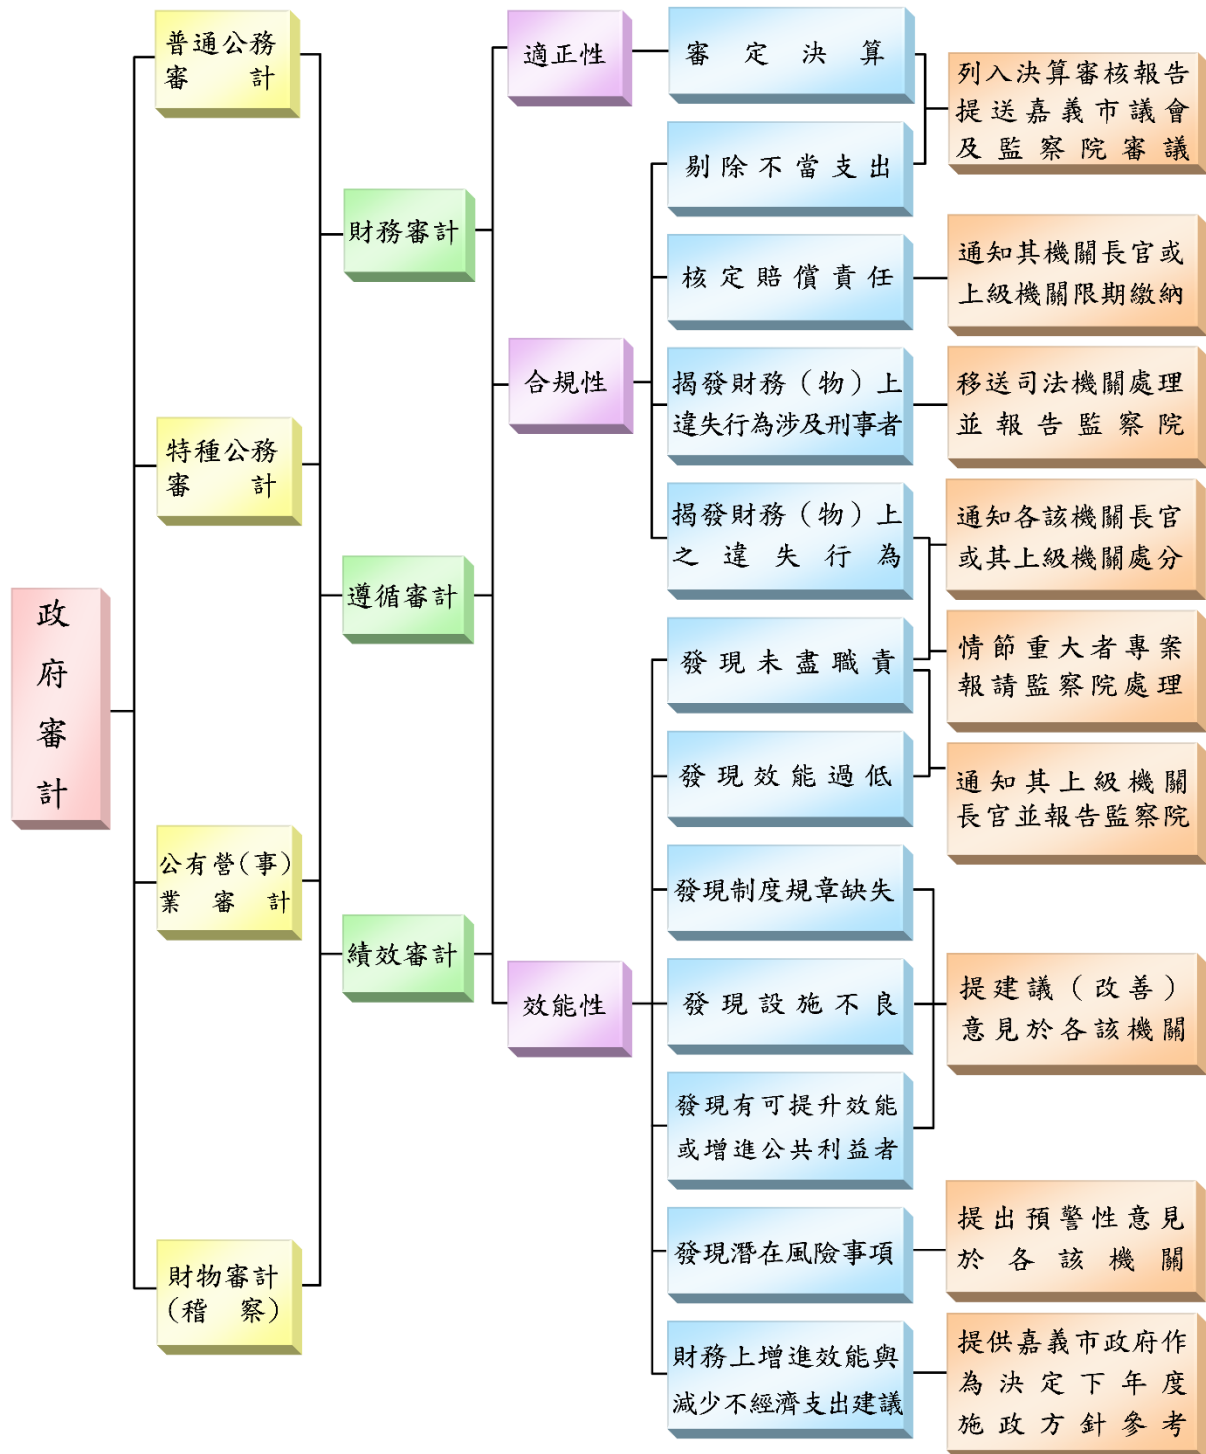 政
府
審
計
普通公務
審計
特種公務
審計
公有營(事)
業審計
財物審計
(稽察)
財務審計
遵循審計
績效審計
適正性
合規性
效能性
審定決算
剔除不當支出
核定賠償責任
揭發財務（物）上
違失行為涉及刑事者
揭發財務（物）上
之違失行為
發現未盡職責
發現效能過低
發現制度規章缺失
發現設施不良
發現有可提升效能
或增進公共利益者
發現潛在風險事項
財務上增進效能與
減少不經濟支出建議
列入決算審核報告
提送嘉義市議會
及監察院審議
通知其機關長官或
上級機關限期繳納
移送司法機關處理
並報告監察院
通知各該機關長官
或其上級機關處分
情節重大者專案
報請監察院處理
通知其上級機關
長官並報告監察院
提建議（改善）
意見於各該機關
提出預警性意見
於各該機關
提供嘉義市政府作
為決定下年度
施政方針參考